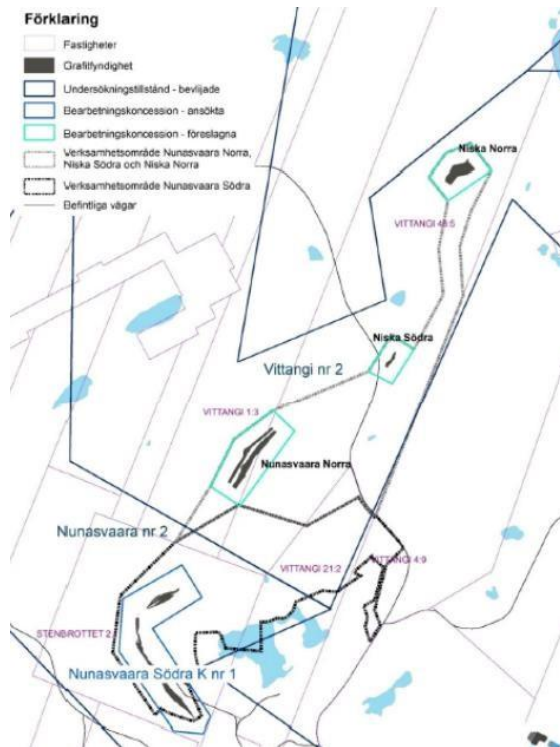 Förklaring
Fastigheter
Grafitfyndighet
Undersökningstillstånd - beviljade
Bearbetningskoncession - ansökta
Bearbetningskoncession - föreslagna
Verksamhetsområde Nunasvaara Norra,
Niska Södra och Niska Norra
Verksamhetsområde Nunasvaara Södra
Befintliga vägar
Niska Norra
VITTANGI 48:5
Niska Södra
Vittangi nr 2
VITTANGI 1:3
Nunasvaara Norra
Nunasvaara nr 2
VITTANGI 21:2
VITTANGI 4:9
STENBROTTET 2
Nunasvaara Södra K nr 1